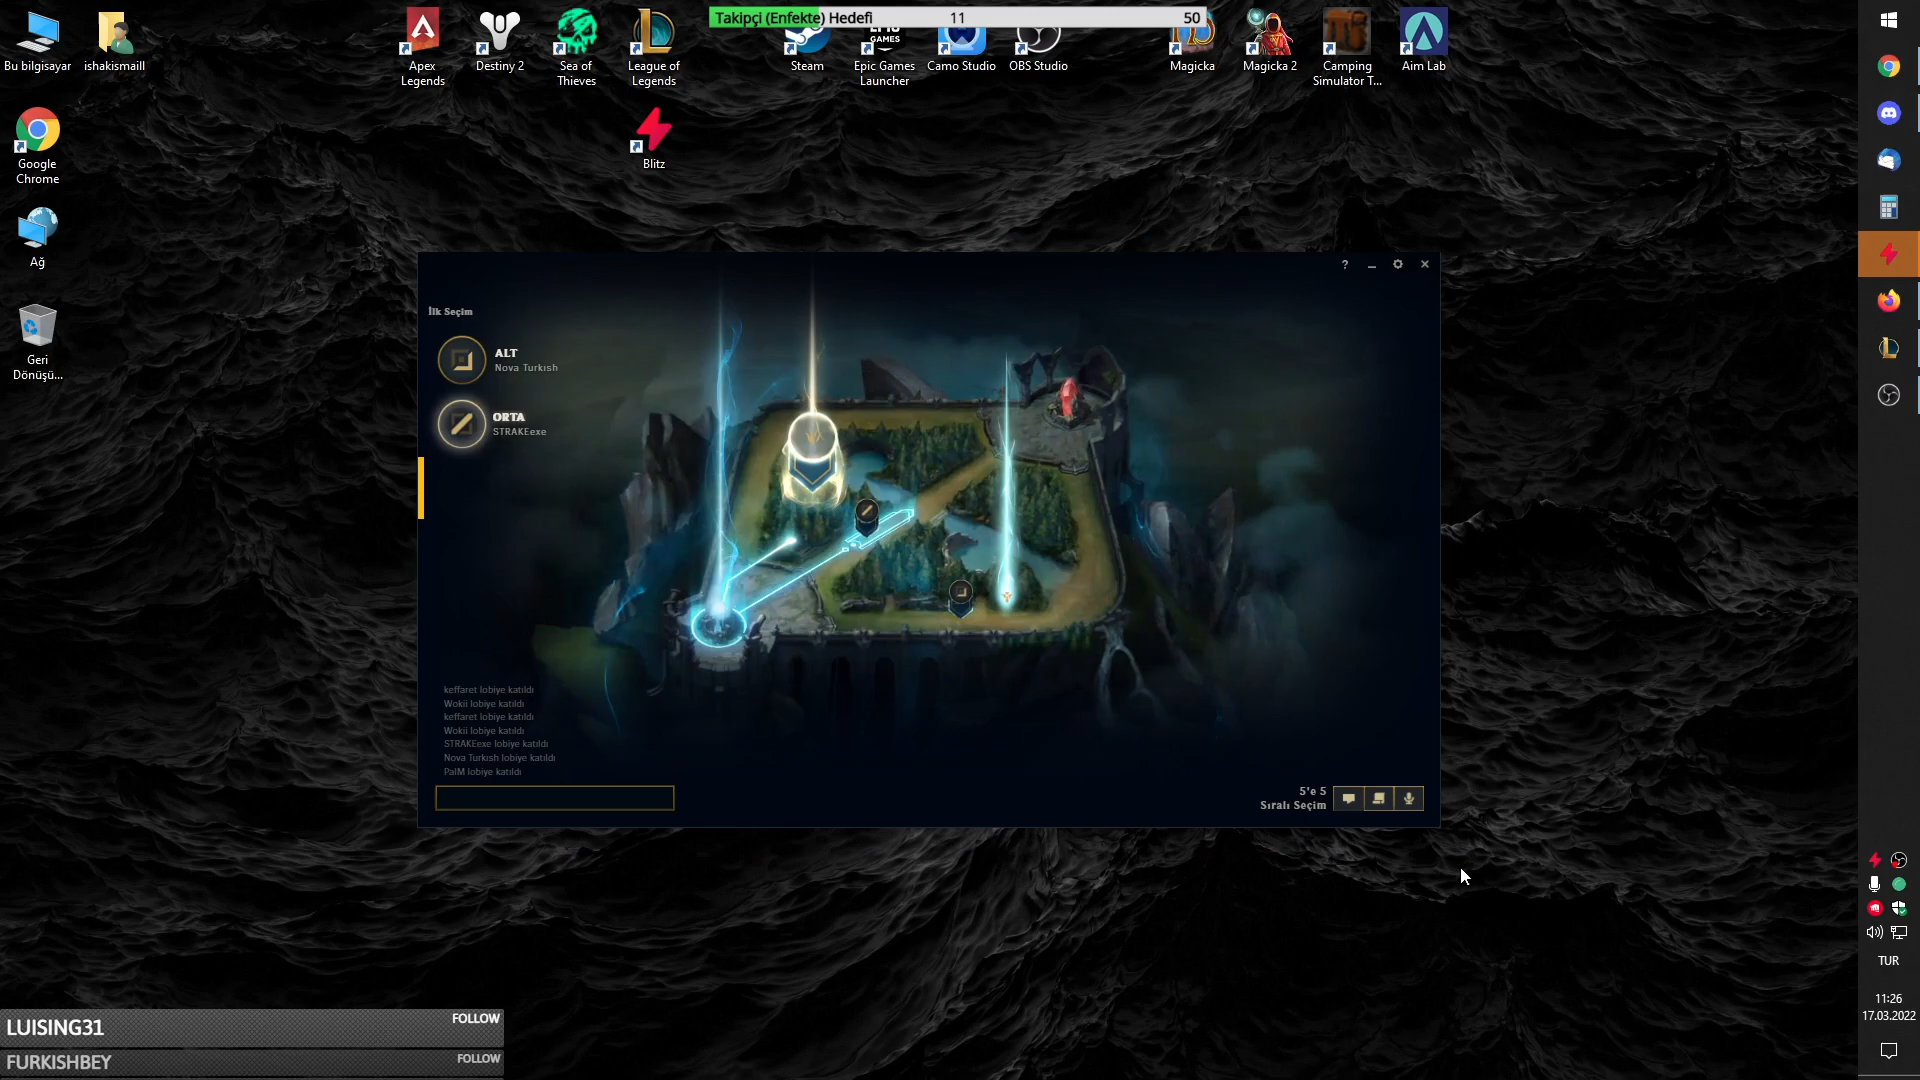 Takipçi (Enfekte) Hedefi 11 50
Bu bilgisayar
ishakismaill
Apex
Legends
Destiny 2
Sea of
Thieves
League of
Legends
Steam
GAMES
Epic Games
Launcher
Camo Studio
OBS Studio
Magicka
Magicka 2
Camping
Simulator T...
Aim Lab
Google
Chrome
Blitz
Ağ
Geri
Dönüşü...
?
İlk Seçim
ALT
Nova Turkısh
ORTA
STRAKEexe
keffaret lobiye katıldı
Wokii lobiye katıldı
keffaret lobiye katıldı
Wokii lobiye katıldı
STRAKEexe lobiye katıldı
Nova Turkısh lobiye katıldı
PalM lobiye katıldı
5'e 5
Sıralı Seçim
TUR
11:26
17.03.2022
LUISING31 FOLLOW
FURKISHBEY FOLLOW